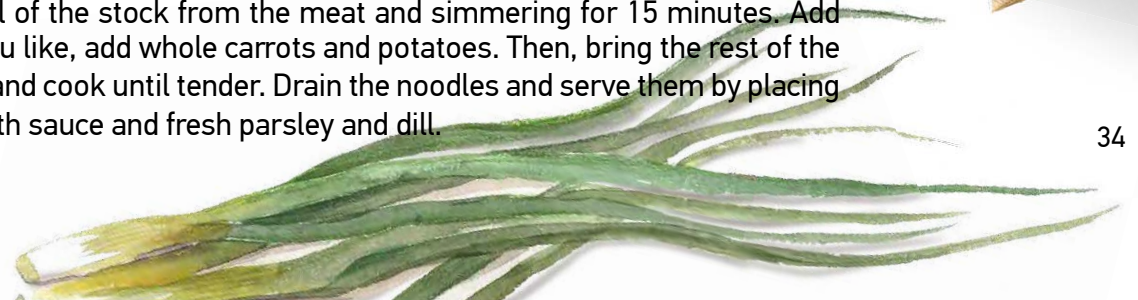 l of the stock from the meat and simmering for 15 minutes. Add
u like, add whole carrots and potatoes. Then, bring the rest of the
and cook until tender. Drain the noodles and serve them by placing
th sauce and fresh parsley and dill.
34